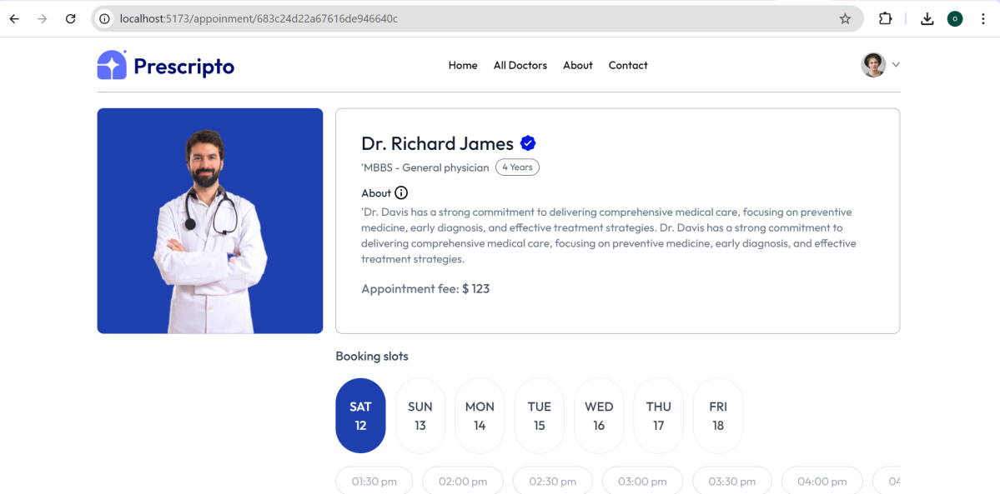 localhost:5173/appoinment/683c24d22a67616de946640c
o
Prescripto
Home All Doctors About Contact
Dr. Richard James
'MBBS - General physician 4 Years
About
'Dr. Davis has a strong commitment to delivering comprehensive medical care, focusing on preventive
medicine, early diagnosis, and effective treatment strategies. Dr. Davis has a strong commitment to
delivering comprehensive medical care, focusing on preventive medicine, early diagnosis, and effective
treatment strategies.
Appointment fee: $ 123
Booking slots
SAT SUN MON TUE WED THU FRI
12 13 14 15 16 17 18
01:30 pm 02:00 pm 02:30 pm 03:00 pm 03:30 pm 04:00 pm